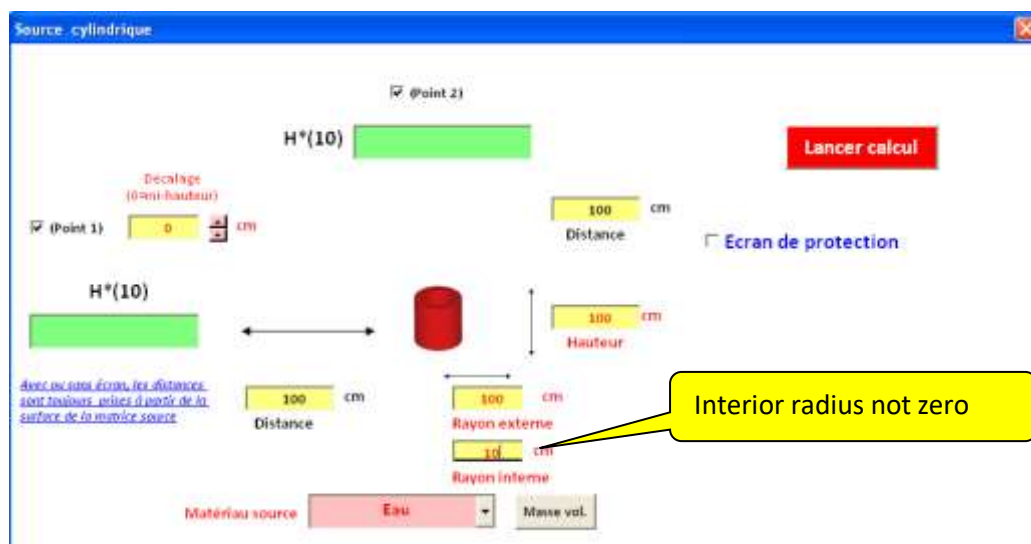 Source cylindrique
(Point 2)
H*(10)
Lancer calcul
Décalage
(0=mi-hauteur)
(Point 1) 0 cm
100 cm
Distance
Ecran de protection
H*(10)
100 cm
Hauteur
Avec ou sans écran, les distances
sont toujours prises à partir de la
surface de la matrice source
100 cm
Distance
100 cm
Rayon externe
Interior radius not zero
10 cm
Rayon interne
Matériau source Eau Masse vol.